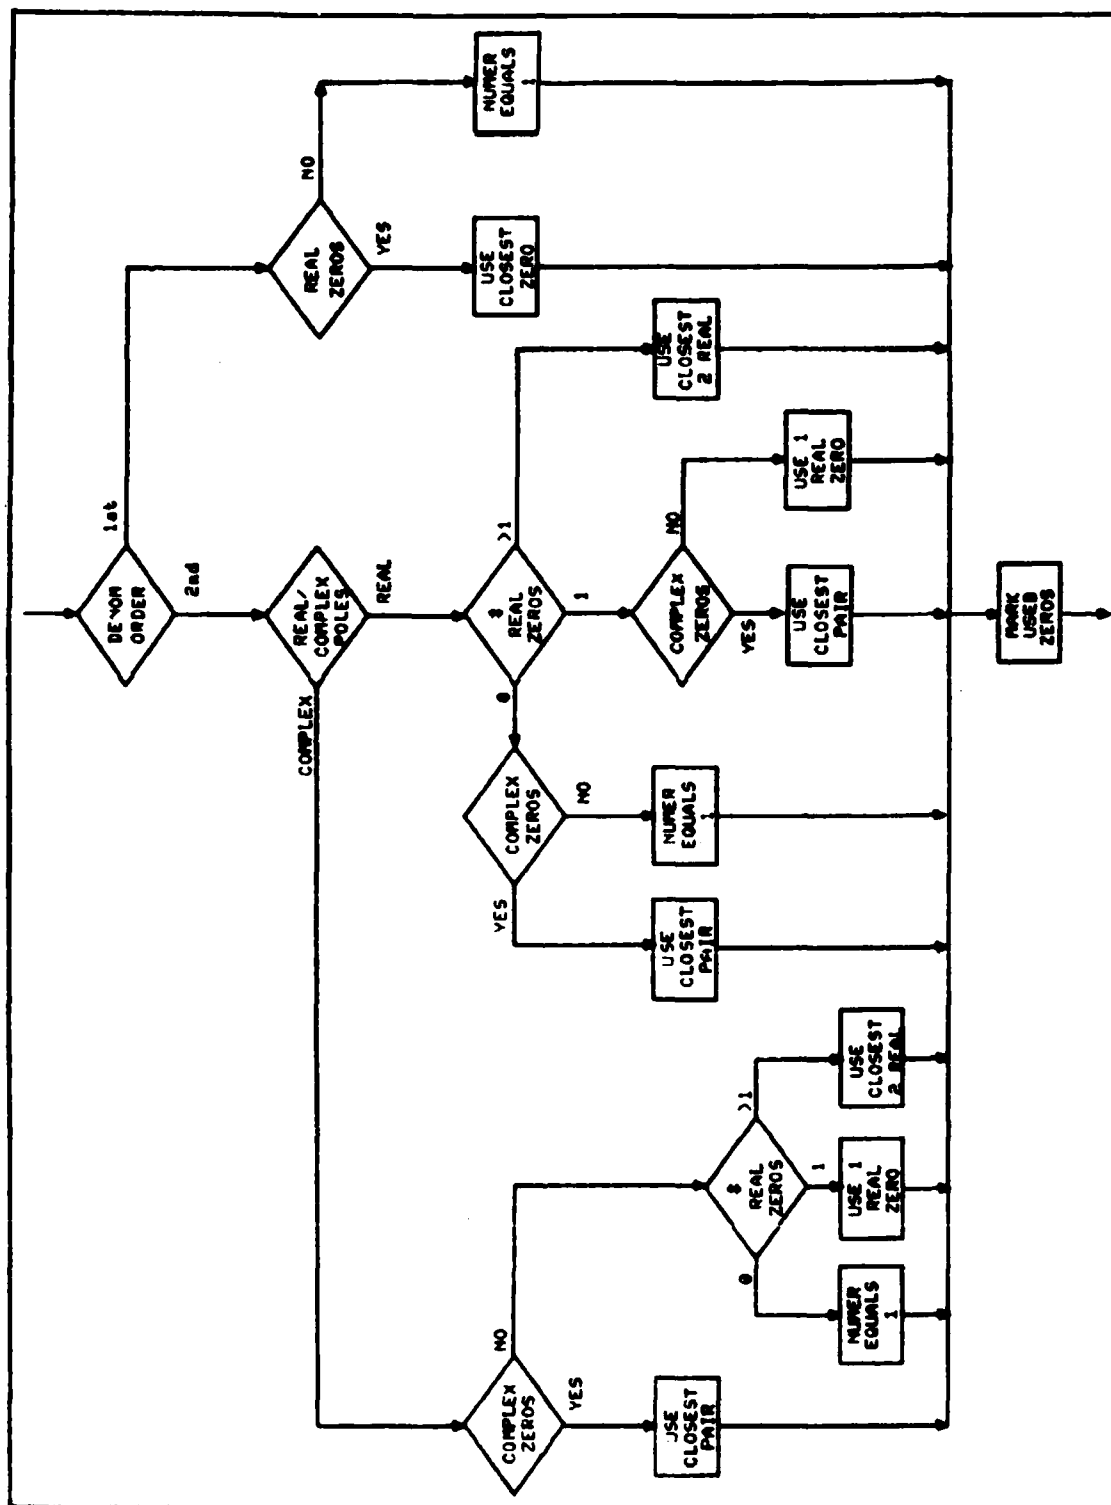 DENOM
ORDER
1st
2nd
REAL/
COMPLEX
POLES
COMPLEX
REAL
REAL
ZEROS
NO
YES
COMPLEX
ZEROS
NO
YES
COMPLEX
ZEROS
YES
NO
#
REAL
ZEROS
0
>1
1
USE
CLOSEST
ZERO
NUMER
EQUALS
1
USE
CLOSEST
PAIR
USE
CLOSEST
PAIR
NUMER
EQUALS
1
COMPLEX
ZEROS
NO
YES
USE
CLOSEST
2 REAL
#
REAL
ZEROS
0
>1
1
USE
CLOSEST
PAIR
USE 1
REAL
ZERO
NUMER
EQUALS
1
USE 1
REAL
ZERO
USE
CLOSEST
2 REAL
MARK
USED
ZEROS